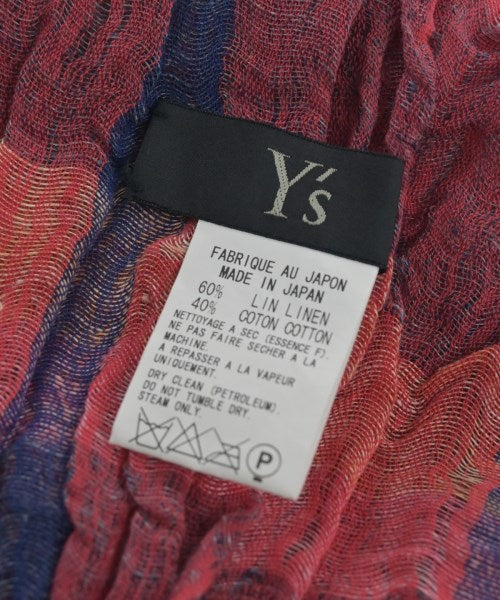 Y's
FABRIQUE AU JAPON
MADE IN JAPAN
60% LIN LINEN
40% COTON COTTON
NETTOYAGE A SEC (ESSENCE F).
NE PAS FAIRE SECHER A LA
MACHINE.
A REPASSER A LA VAPEUR
UNIQUEMENT.
DRY CLEAN (PETROLEUM).
DO NOT TUMBLE DRY.
STEAM ONLY.
P